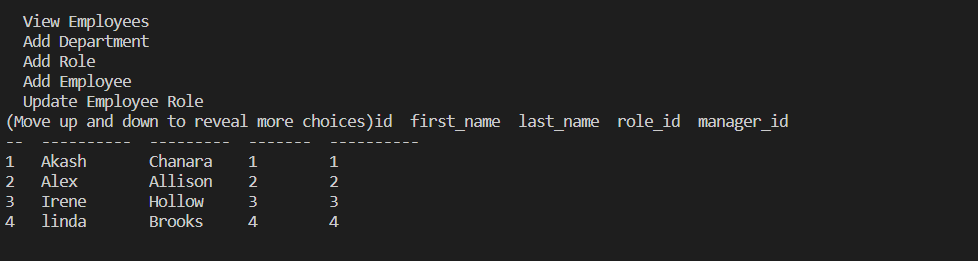 View Employees
Add Department
Add Role
Add Employee
Update Employee Role
(Move up and down to reveal more choices)id  first_name  last_name  role_id  manager_id
--  ----------  ---------  -------  ----------
1   Akash       Chanara    1        1
2   Alex        Allison    2        2
3   Irene       Hollow     3        3
4   linda       Brooks     4        4